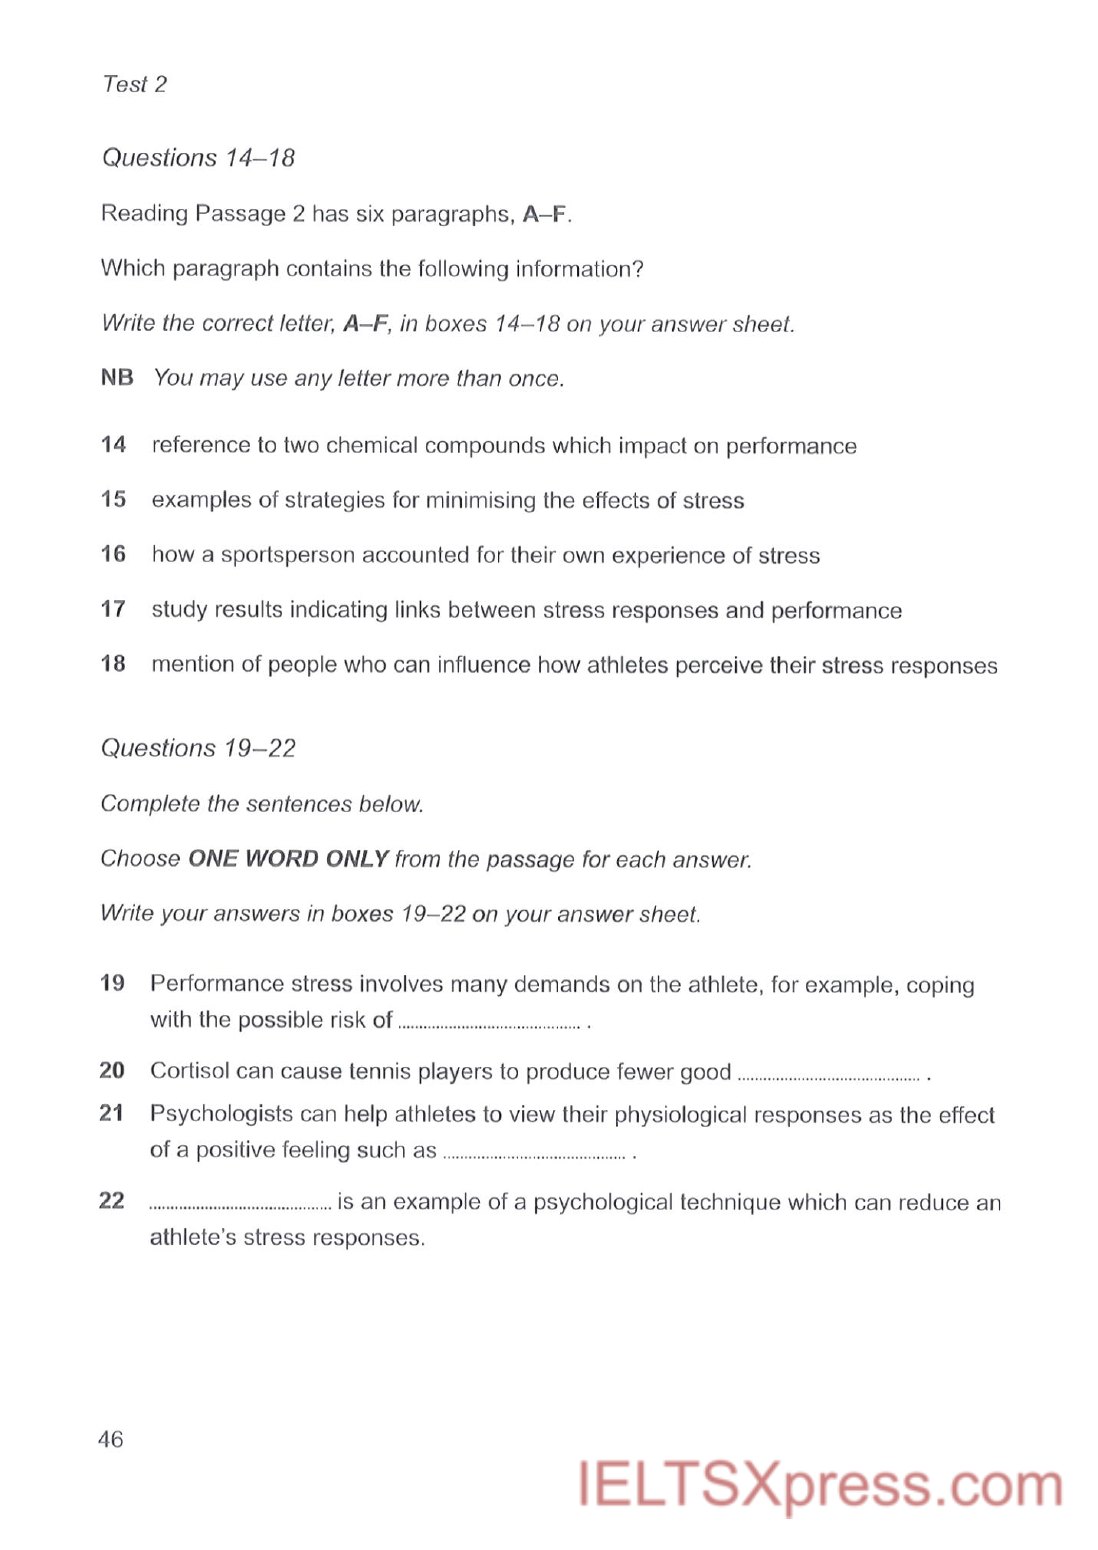 Test 2
Questions 14–18
Reading Passage 2 has six paragraphs, A–F.
Which paragraph contains the following information?
Write the correct letter, A–F, in boxes 14–18 on your answer sheet.
NB You may use any letter more than once.
14 reference to two chemical compounds which impact on performance
15 examples of strategies for minimising the effects of stress
16 how a sportsperson accounted for their own experience of stress
17 study results indicating links between stress responses and performance
18 mention of people who can influence how athletes perceive their stress responses
Questions 19–22
Complete the sentences below.
Choose ONE WORD ONLY from the passage for each answer.
Write your answers in boxes 19–22 on your answer sheet.
19 Performance stress involves many demands on the athlete, for example, coping
with the possible risk of .......................................... .
20 Cortisol can cause tennis players to produce fewer good .......................................... .
21 Psychologists can help athletes to view their physiological responses as the effect
of a positive feeling such as .......................................... .
22 .......................................... is an example of a psychological technique which can reduce an
athlete's stress responses.
46
IELTSXpress.com